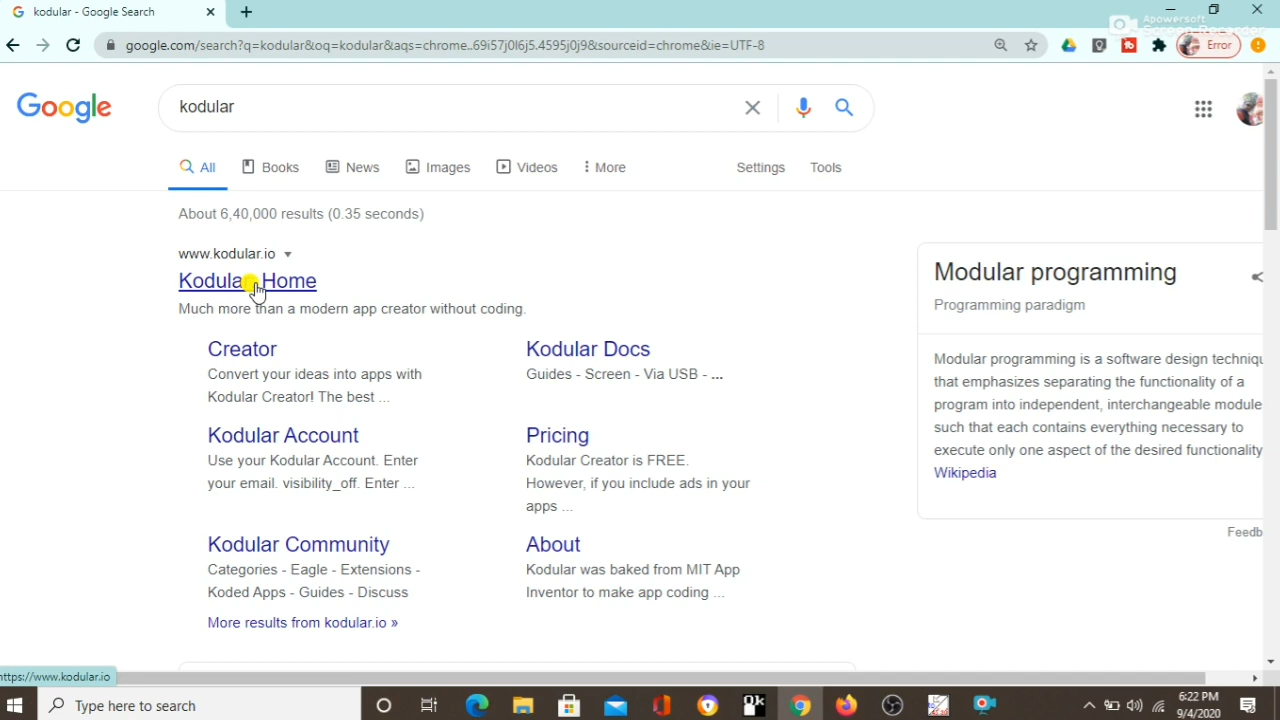 kodular - Google Search
Apowersoft
Screen Recorder
google.com/search?q=kodular&oq=kodular&aqs=chrome..69i57j0l6j5.4595j0j9&sourceid=chrome&ie=UTF-8
Error
Google
kodular
All Books News Images Videos More Settings Tools
About 6,40,000 results (0.35 seconds)
www.kodular.io
Kodular Home
Much more than a modern app creator without coding.
Creator
Convert your ideas into apps with
Kodular Creator! The best ...
Kodular Docs
Guides - Screen - Via USB - ...
Kodular Account
Use your Kodular Account. Enter
your email. visibility_off. Enter ...
Pricing
Kodular Creator is FREE.
However, if you include ads in your
apps ...
Kodular Community
Categories - Eagle - Extensions -
Koded Apps - Guides - Discuss
About
Kodular was baked from MIT App
Inventor to make app coding ...
More results from kodular.io »
Modular programming
Programming paradigm
Modular programming is a software design techniqu
that emphasizes separating the functionality of a
program into independent, interchangeable module
such that each contains everything necessary to
execute only one aspect of the desired functionality
Wikipedia
Feedb
https://www.kodular.io
Type here to search
Ok
6:22 PM
9/4/2020